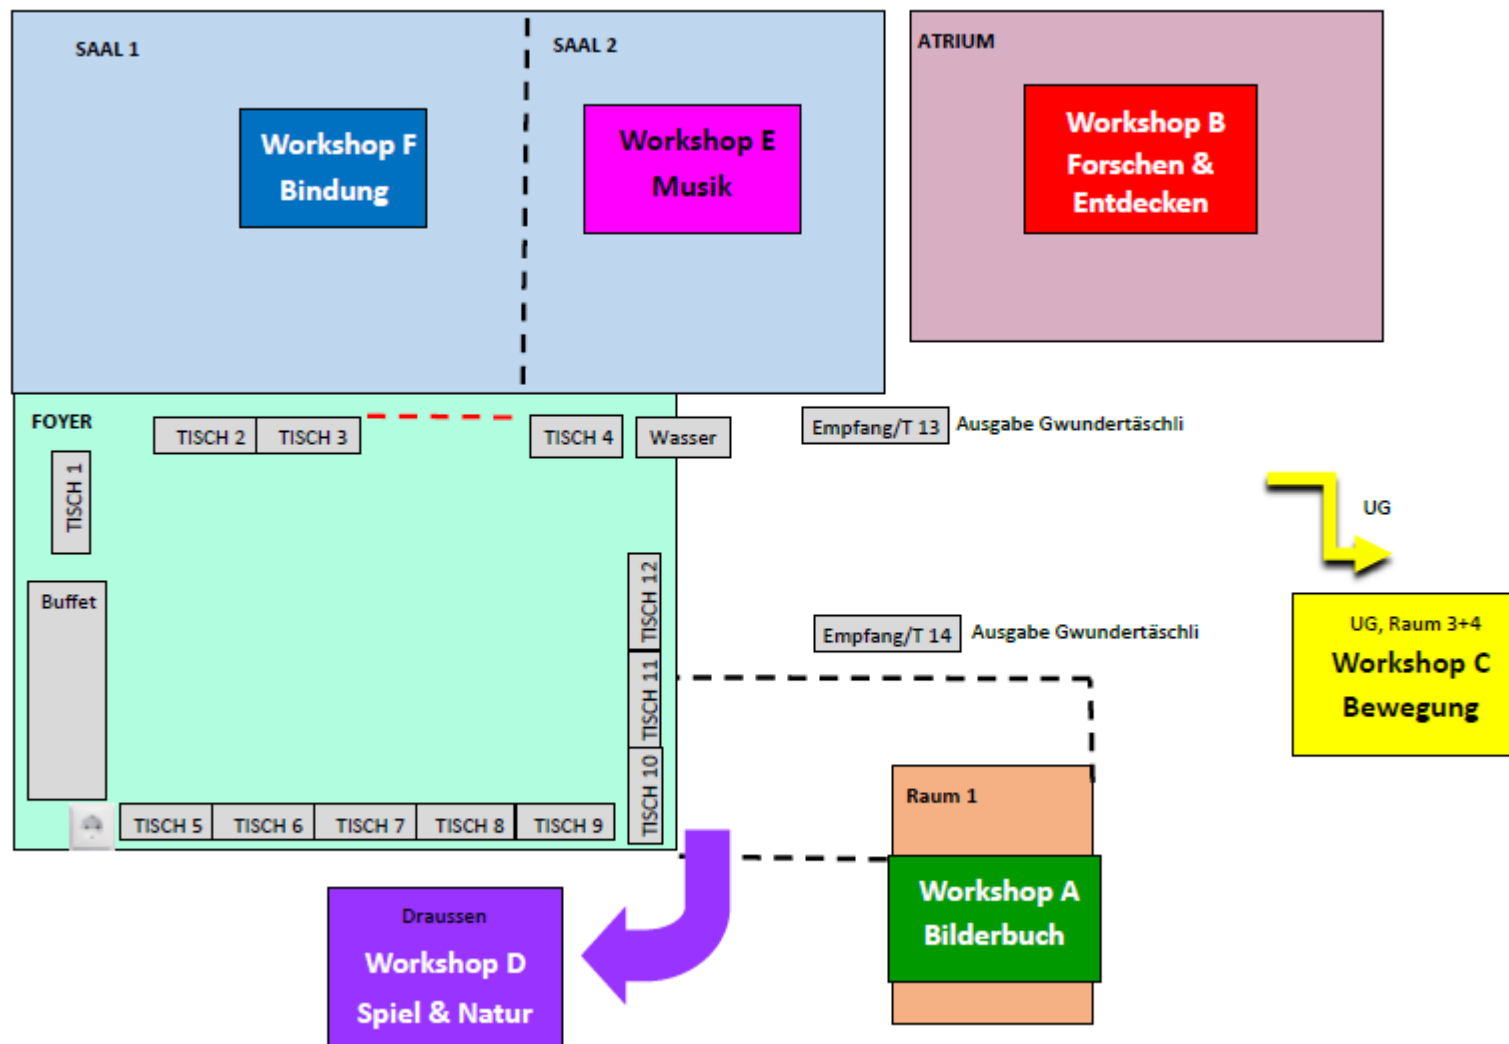 SAAL 1
SAAL 2
ATRIUM
Workshop F
Bindung
Workshop E
Musik
Workshop B
Forschen &
Entdecken
FOYER
TISCH 2
TISCH 3
TISCH 4
Wasser
Empfang/T 13
Ausgabe Gwundertäschli
TISCH 1
UG
Buffet
TISCH 12
Empfang/T 14
Ausgabe Gwundertäschli
UG, Raum 3+4
Workshop C
Bewegung
TISCH 11
TISCH 10
Raum 1
TISCH 5
TISCH 6
TISCH 7
TISCH 8
TISCH 9
Workshop A
Bilderbuch
Draussen
Workshop D
Spiel & Natur